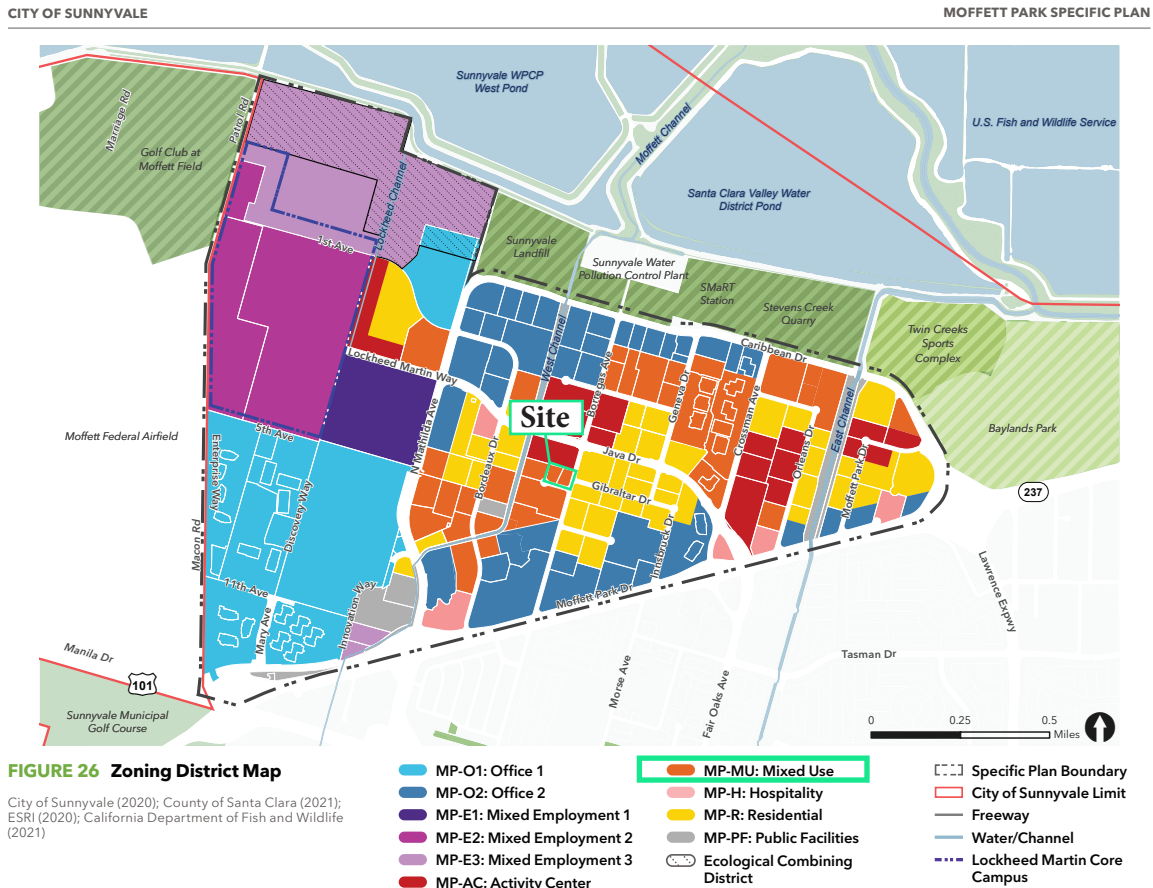 CITY OF SUNNYVALE
MOFFETT PARK SPECIFIC PLAN
Sunnyvale WPCP
West Pond
Marriage Rd
Patrol Rd
Golf Club at
Moffett Field
Moffett Channel
U.S. Fish and Wildlife Service
Santa Clara Valley Water
District Pond
Lockheed Channel
1st Ave
Sunnyvale
Landfill
Sunnyvale Water
Pollution Control Plant
SMaRT
Station
Stevens Creek
Quarry
Twin Creeks
Sports
Complex
Caribbean Dr
West Channel
Borregas Ave
Geneva Dr
Crossman Ave
Lockheed Martin Way
East Channel
Baylands Park
Site
Moffett Federal Airfield
5th Ave
Enterprise Way
Discovery Way
N Mathilda Ave
Bordeaux Dr
Java Dr
Gibraltar Dr
Orleans Dr
Moffett Park Dr
237
Macon Rd
Innsbruck Dr
11th Ave
Mary Ave
Innovation Way
Moffett Park Dr
Lawrence Expwy
Manila Dr
101
Morse Ave
Fair Oaks Ave
Tasman Dr
Sunnyvale Municipal
Golf Course
0 0.25 0.5
Miles
FIGURE 26 Zoning District Map
City of Sunnyvale (2020); County of Santa Clara (2021);
ESRI (2020); California Department of Fish and Wildlife
(2021)
MP-O1: Office 1
MP-O2: Office 2
MP-E1: Mixed Employment 1
MP-E2: Mixed Employment 2
MP-E3: Mixed Employment 3
MP-AC: Activity Center
MP-MU: Mixed Use
MP-H: Hospitality
MP-R: Residential
MP-PF: Public Facilities
Ecological Combining
District
Specific Plan Boundary
City of Sunnyvale Limit
Freeway
Water/Channel
Lockheed Martin Core
Campus